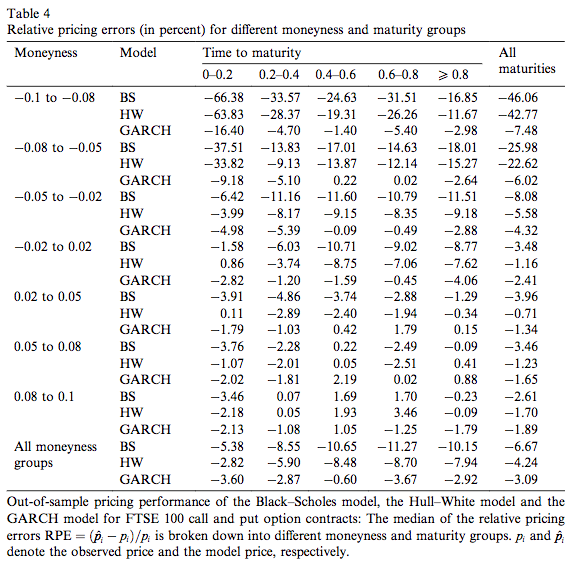 Table 4
Relative pricing errors (in percent) for different moneyness and maturity groups
Moneyness Model Time to maturity All maturities
0–0.2 0.2–0.4 0.4–0.6 0.6–0.8 ⩾ 0.8
−0.1 to −0.08 BS −66.38 −33.57 −24.63 −31.51 −16.85 −46.06
HW −63.83 −28.37 −19.31 −26.26 −11.67 −42.77
GARCH −16.40 −4.70 −1.40 −5.40 −2.98 −7.48
−0.08 to −0.05 BS −37.51 −13.83 −17.01 −14.63 −18.01 −25.98
HW −33.82 −9.13 −13.87 −12.14 −15.27 −22.62
GARCH −9.18 −5.10 0.22 0.02 −2.64 −6.02
−0.05 to −0.02 BS −6.42 −11.16 −11.60 −10.79 −11.51 −8.08
HW −3.99 −8.17 −9.15 −8.35 −9.18 −5.58
GARCH −4.98 −5.39 −0.09 −0.49 −2.88 −4.32
−0.02 to 0.02 BS −1.58 −6.03 −10.71 −9.02 −8.77 −3.48
HW 0.86 −3.74 −8.75 −7.06 −7.62 −1.16
GARCH −2.82 −1.20 −1.59 −0.45 −4.06 −2.41
0.02 to 0.05 BS −3.91 −4.86 −3.74 −2.88 −1.29 −3.96
HW 0.11 −2.89 −2.40 −1.94 −0.34 −0.71
GARCH −1.79 −1.03 0.42 1.79 0.15 −1.34
0.05 to 0.08 BS −3.76 −2.28 0.22 −2.49 −0.09 −3.46
HW −1.07 −2.01 0.05 −2.51 0.41 −1.23
GARCH −2.02 −1.81 2.19 0.02 0.88 −1.65
0.08 to 0.1 BS −3.46 0.07 1.69 1.70 −0.23 −2.61
HW −2.18 0.05 1.93 3.46 −0.09 −1.70
GARCH −2.13 −1.08 1.05 −1.25 −1.79 −1.89
All moneyness groups BS −5.38 −8.55 −10.65 −11.27 −10.15 −6.67
HW −2.82 −5.90 −8.48 −8.70 −7.94 −4.24
GARCH −3.60 −2.87 −0.60 −3.67 −2.92 −3.09
Out-of-sample pricing performance of the Black–Scholes model, the Hull–White model and the
GARCH model for FTSE 100 call and put option contracts: The median of the relative pricing
errors RPE = (p̂ᵢ − pᵢ)/pᵢ is broken down into different moneyness and maturity groups. pᵢ and p̂ᵢ
denote the observed price and the model price, respectively.